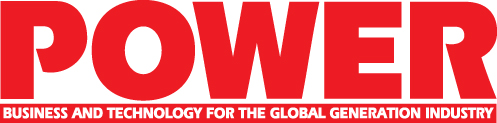 POWER
BUSINESS AND TECHNOLOGY FOR THE GLOBAL GENERATION INDUSTRY